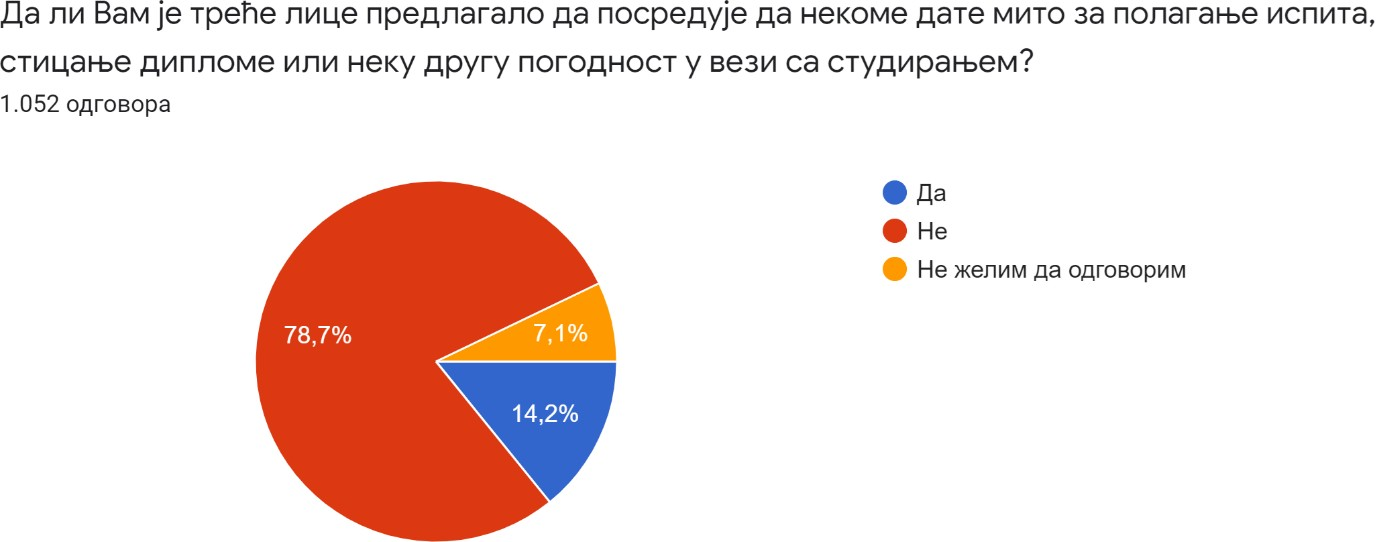 Да ли Вам је треће лице предлагало да посредује да некоме дате мито за полагање испита,
стицање дипломе или неку другу погодност у вези са студирањем?
1.052 одговора
Да
Не
Не желим да одговорим
78,7%
7,1%
14,2%